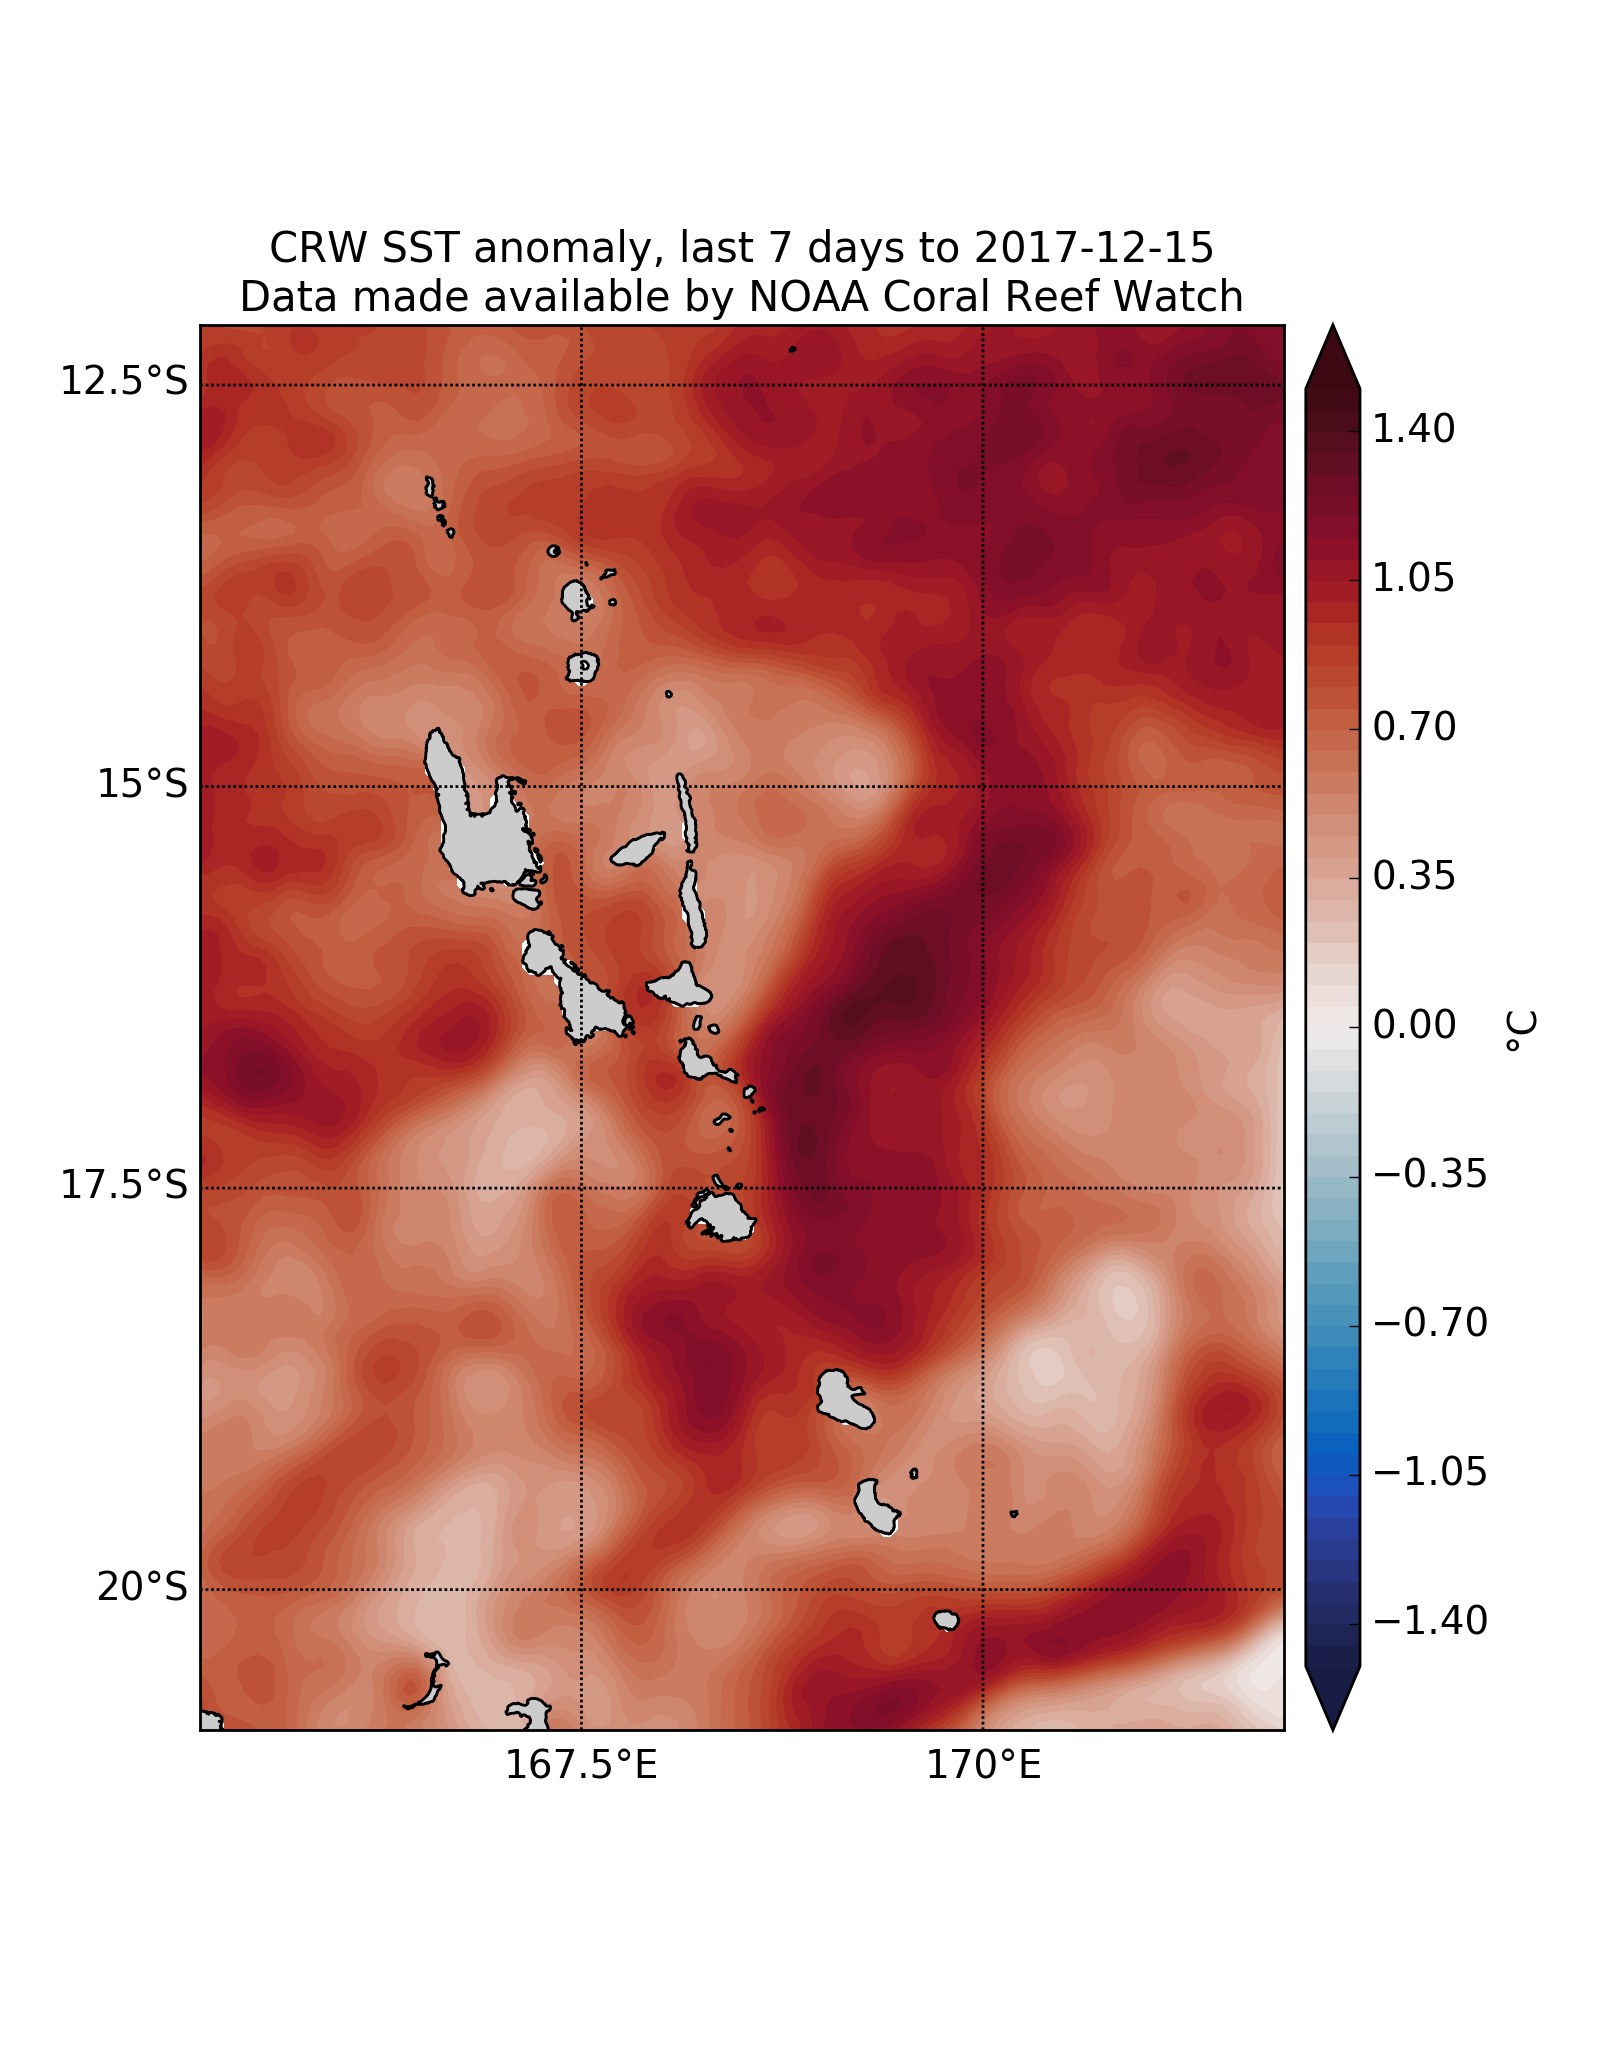 CRW SST anomaly, last 7 days to 2017-12-15
Data made available by NOAA Coral Reef Watch
12.5°S
15°S
17.5°S
20°S
167.5°E
170°E
1.40
1.05
0.70
0.35
0.00
−0.35
−0.70
−1.05
−1.40
°C